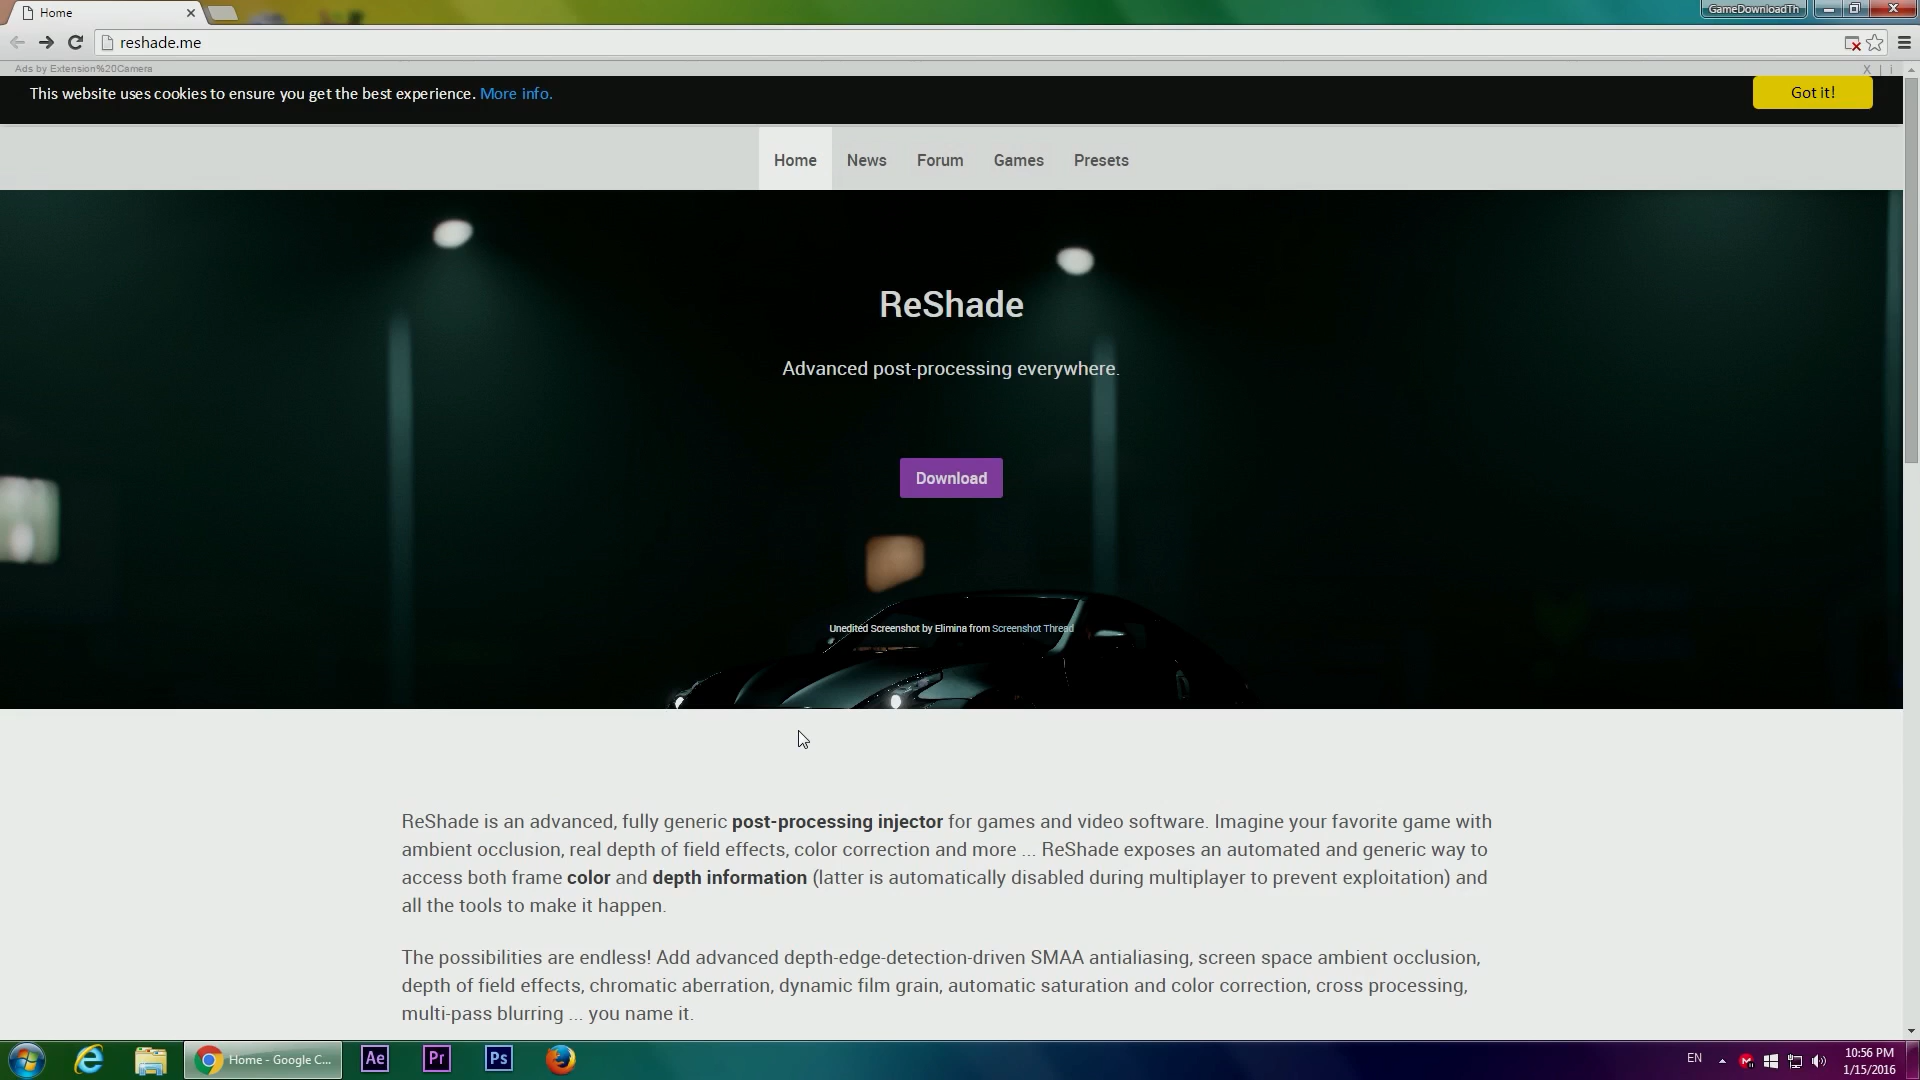 Home
GameDownloadTh
reshade.me
Ads by Extension%20Camera
X | i
This website uses cookies to ensure you get the best experience. More info.
Got it!
Home
News
Forum
Games
Presets
ReShade
Advanced post-processing everywhere.
Download
Unedited Screenshot by Elimina from Screenshot Thread
ReShade is an advanced, fully generic post-processing injector for games and video software. Imagine your favorite game with
ambient occlusion, real depth of field effects, color correction and more ... ReShade exposes an automated and generic way to
access both frame color and depth information (latter is automatically disabled during multiplayer to prevent exploitation) and
all the tools to make it happen.
The possibilities are endless! Add advanced depth-edge-detection-driven SMAA antialiasing, screen space ambient occlusion,
depth of field effects, chromatic aberration, dynamic film grain, automatic saturation and color correction, cross processing,
multi-pass blurring ... you name it.
Home - Google C...
Ae
Pr
Ps
EN
10:56 PM
1/15/2016